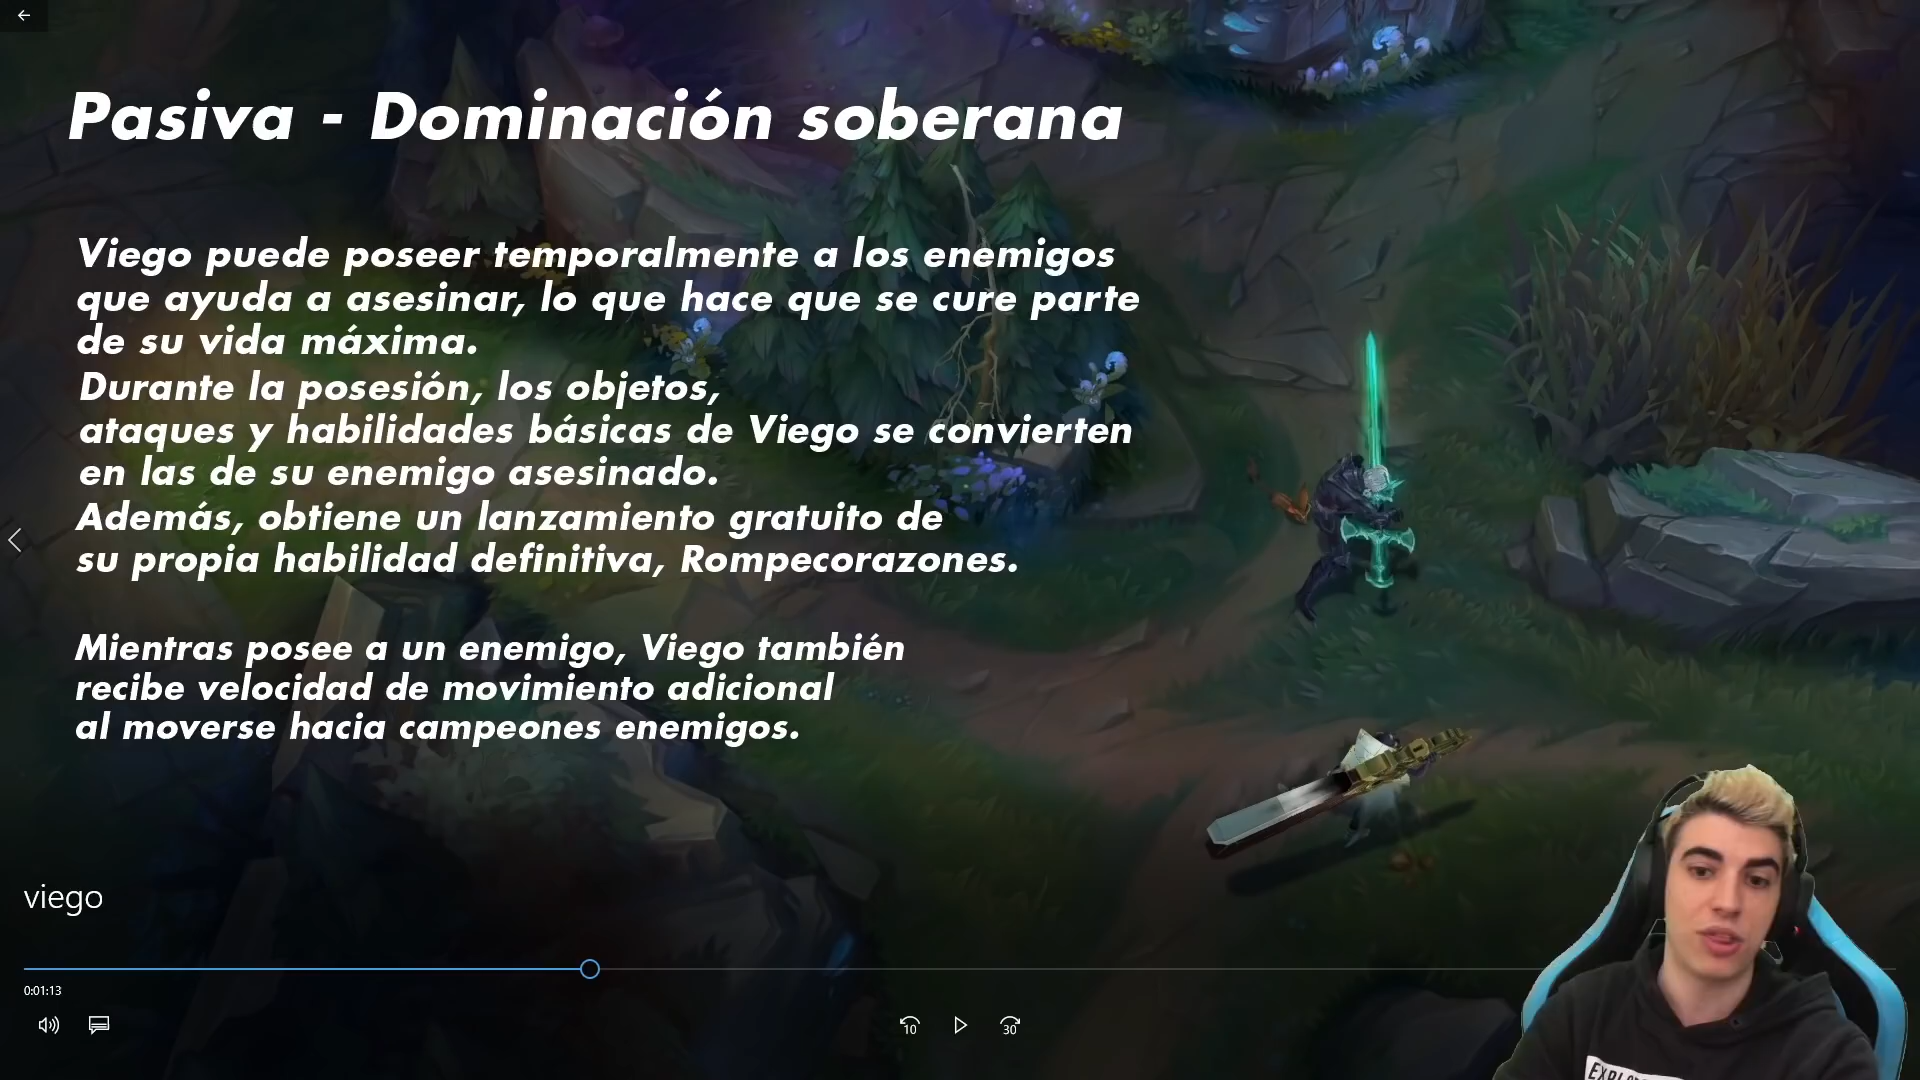 Pasiva - Dominación soberana
Viego puede poseer temporalmente a los enemigos
que ayuda a asesinar, lo que hace que se cure parte
de su vida máxima.
Durante la posesión, los objetos,
ataques y habilidades básicas de Viego se convierten
en las de su enemigo asesinado.
Además, obtiene un lanzamiento gratuito de
su propia habilidad definitiva, Rompecorazones.
Mientras posee a un enemigo, Viego también
recibe velocidad de movimiento adicional
al moverse hacia campeones enemigos.
viego
0:01:13
10
30